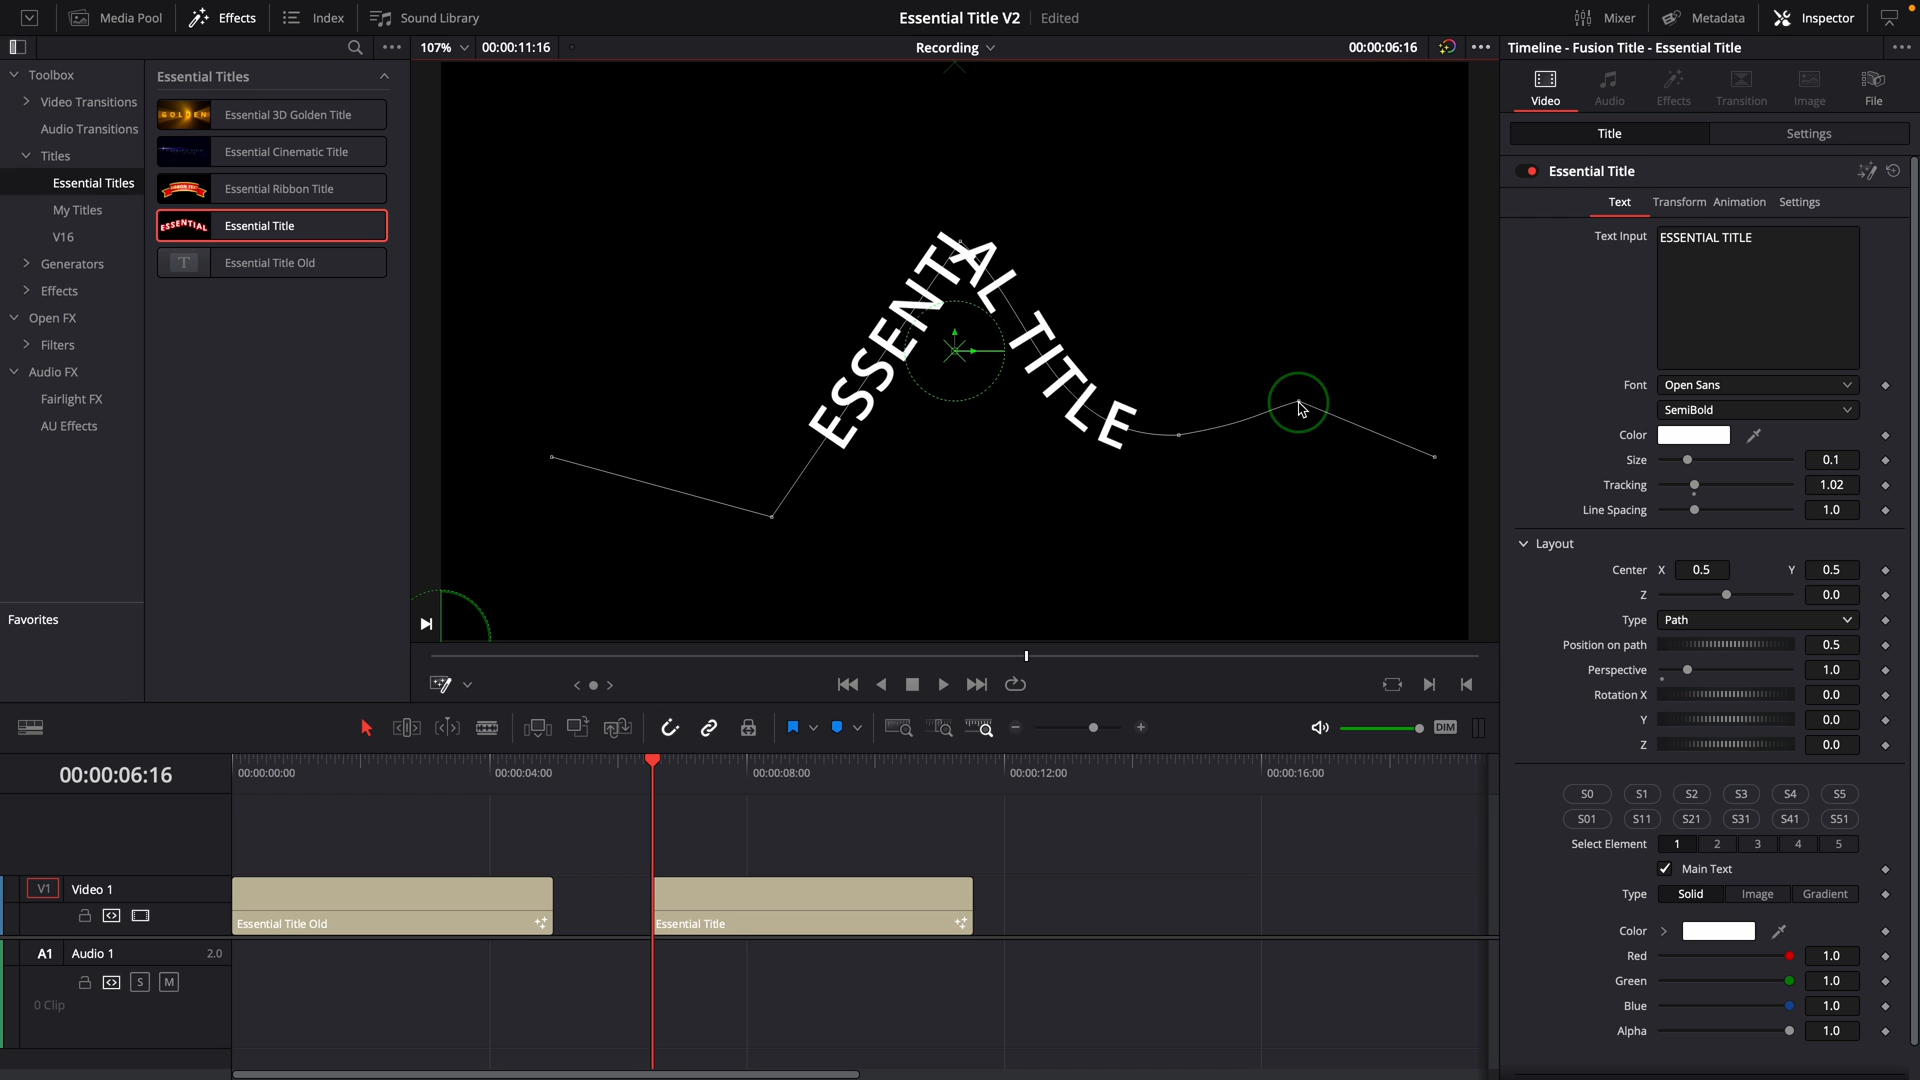 Media Pool
Effects
Index
Sound Library
Essential Title V2
Edited
Mixer
Metadata
Inspector
107%
00:00:11:16
Recording
00:00:06:16
Timeline - Fusion Title - Essential Title
Toolbox
Video Transitions
Audio Transitions
Titles
Essential Titles
My Titles
V16
Generators
Effects
Open FX
Filters
Audio FX
Fairlight FX
AU Effects
Favorites
Essential Titles
GOLDEN Essential 3D Golden Title
Essential Cinematic Title
Essential Ribbon Title
ESSENTIAL Essential Title
T Essential Title Old
ESSENTIAL TITLE
Video
Audio
Effects
Transition
Image
File
Title
Settings
Essential Title
Text
Transform
Animation
Settings
Text Input ESSENTIAL TITLE
Font Open Sans
SemiBold
Color
Size 0.1
Tracking 1.02
Line Spacing 1.0
Layout
Center X 0.5 Y 0.5
Z 0.0
Type Path
Position on path 0.5
Perspective 1.0
Rotation X 0.0
Y 0.0
Z 0.0
S0 S1 S2 S3 S4 S5
S01 S11 S21 S31 S41 S51
Select Element 1 2 3 4 5
Main Text
Type Solid Image Gradient
Color
Red 1.0
Green 1.0
Blue 1.0
Alpha 1.0
DIM
00:00:06:16
00:00:00:00
00:00:04:00
00:00:08:00
00:00:12:00
00:00:16:00
V1 Video 1
Essential Title Old
Essential Title
A1 Audio 1 2.0
S M
0 Clip